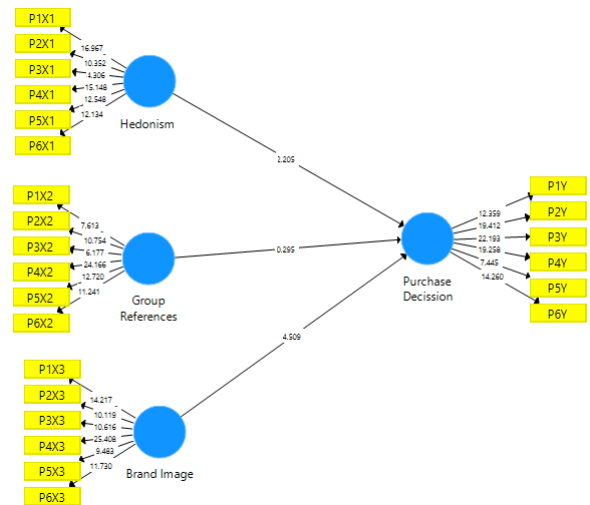 P1X1
P2X1
P3X1
P4X1
P5X1
P6X1
16.967
10.352
4.306
15.148
12.548
12.134
Hedonism
2.205
P1X2
P2X2
P3X2
P4X2
P5X2
P6X2
7.613
10.754
6.177
24.166
12.720
11.241
Group
References
0.295
P1X3
P2X3
P3X3
P4X3
P5X3
P6X3
14.217
10.119
10.616
25.408
9.483
11.730
Brand Image
4.509
Purchase
Decission
12.359
19.412
22.193
19.258
7.445
14.260
P1Y
P2Y
P3Y
P4Y
P5Y
P6Y